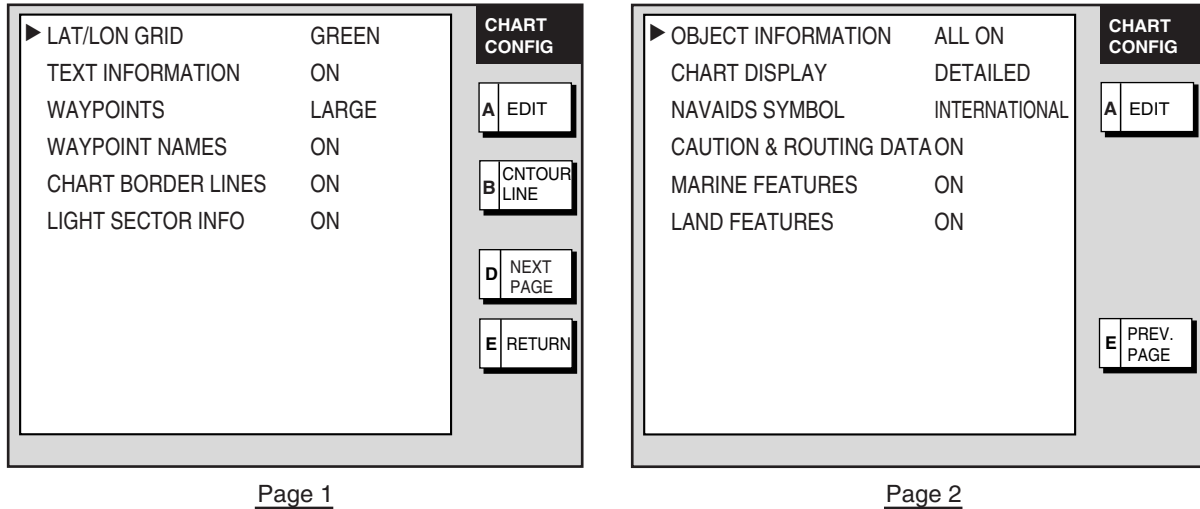 ▶ LAT/LON GRID GREEN
TEXT INFORMATION ON
WAYPOINTS LARGE
WAYPOINT NAMES ON
CHART BORDER LINES ON
LIGHT SECTOR INFO ON
CHART
CONFIG
A EDIT
B CNTOUR
LINE
D NEXT
PAGE
E RETURN
Page 1
▶ OBJECT INFORMATION ALL ON
CHART DISPLAY DETAILED
NAVAIDS SYMBOL INTERNATIONAL
CAUTION & ROUTING DATA ON
MARINE FEATURES ON
LAND FEATURES ON
CHART
CONFIG
A EDIT
E PREV.
PAGE
Page 2